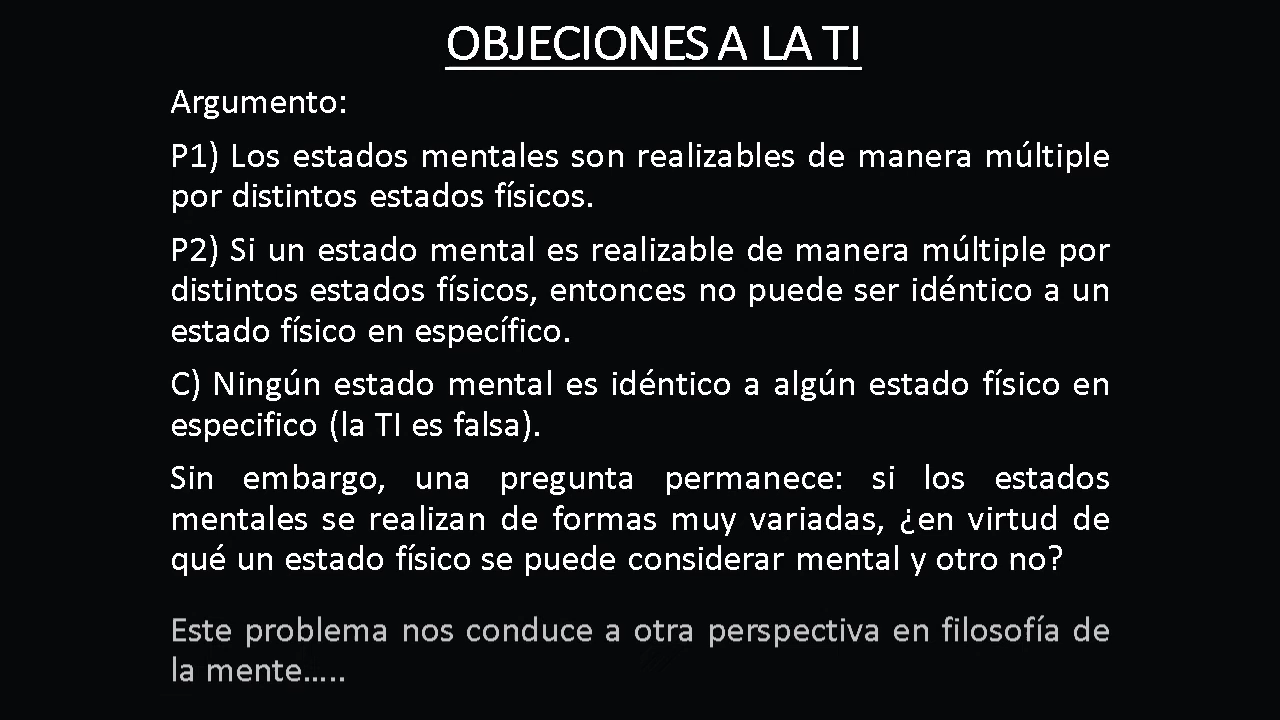 OBJECIONES A LA TI
Argumento:
P1) Los estados mentales son realizables de manera múltiple
por distintos estados físicos.
P2) Si un estado mental es realizable de manera múltiple por
distintos estados físicos, entonces no puede ser idéntico a un
estado físico en específico.
C) Ningún estado mental es idéntico a algún estado físico en
especifico (la TI es falsa).
Sin embargo, una pregunta permanece: si los estados
mentales se realizan de formas muy variadas, ¿en virtud de
qué un estado físico se puede considerar mental y otro no?
Este problema nos conduce a otra perspectiva en filosofía de
la mente…..